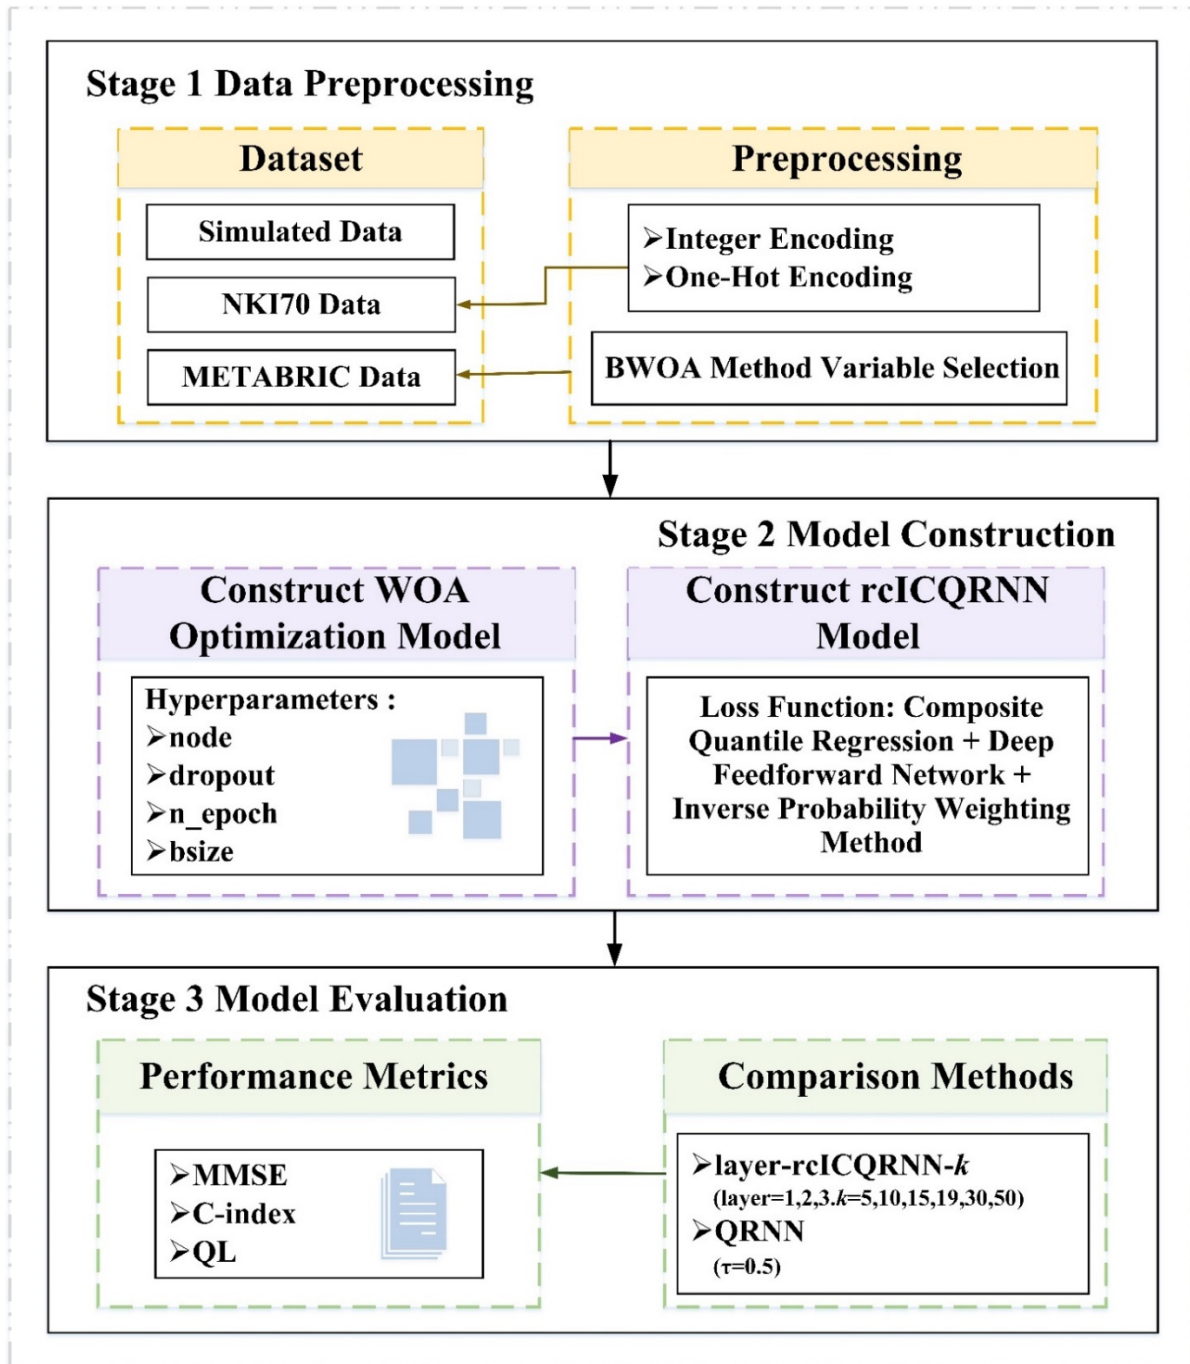 Stage 1 Data Preprocessing
Dataset
Simulated Data
NKI70 Data
METABRIC Data
Preprocessing
➢Integer Encoding
➢One-Hot Encoding
BWOA Method Variable Selection
Stage 2 Model Construction
Construct WOA
Optimization Model
Hyperparameters :
➢node
➢dropout
➢n_epoch
➢bsize
Construct rcICQRNN
Model
Loss Function: Composite
Quantile Regression + Deep
Feedforward Network +
Inverse Probability Weighting
Method
Stage 3 Model Evaluation
Performance Metrics
➢MMSE
➢C-index
➢QL
Comparison Methods
➢layer-rcICQRNN-k
(layer=1,2,3.k=5,10,15,19,30,50)
➢QRNN
(τ=0.5)